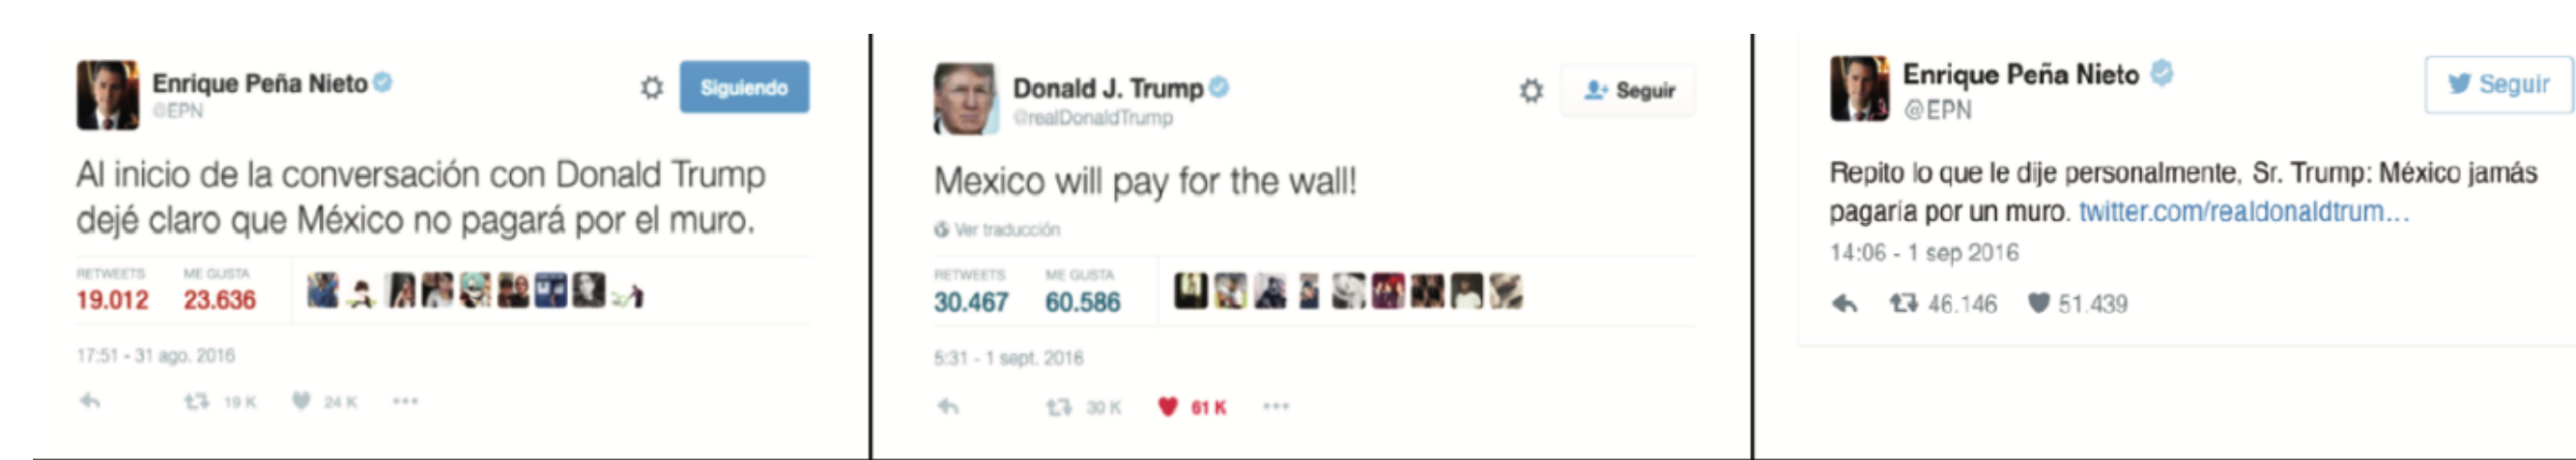 Enrique Peña Nieto
@EPN
Siguiendo
Al inicio de la conversación con Donald Trump
dejé claro que México no pagará por el muro.
RETWEETS ME GUSTA
19.012 23.636
17:51 - 31 ago. 2016
19 K 24 K
Donald J. Trump
@realDonaldTrump
Seguir
Mexico will pay for the wall!
Ver traducción
RETWEETS ME GUSTA
30.467 60.586
5:31 - 1 sept. 2016
30 K 61 K
Enrique Peña Nieto
@EPN
Seguir
Repito lo que le dije personalmente, Sr. Trump: México jamás
pagaría por un muro. twitter.com/realdonaldtrum...
14:06 - 1 sep 2016
46.146 51.439